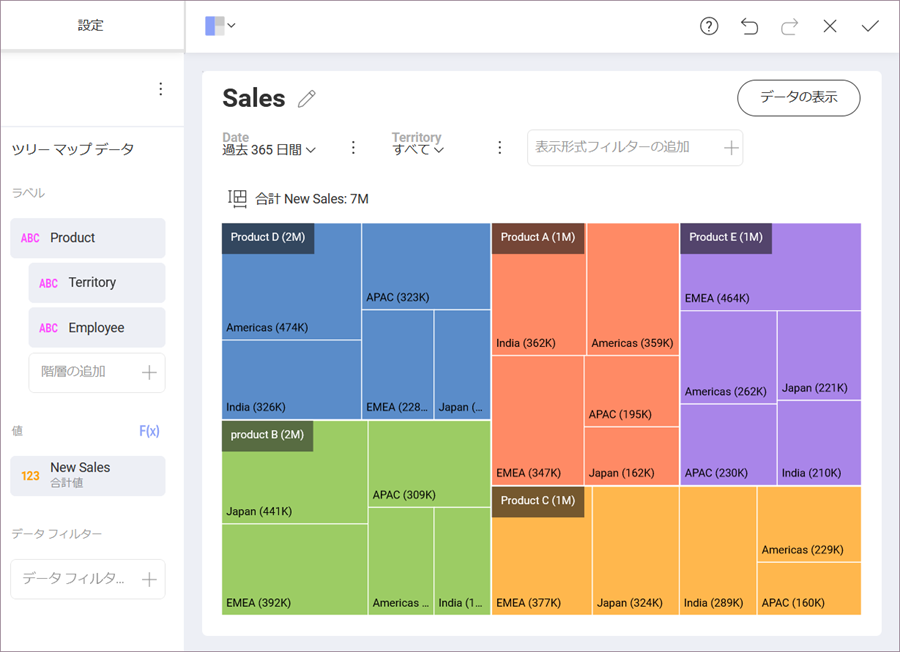 設定
ツリー マップ データ
ラベル
ABC Product
ABC Territory
ABC Employee
階層の追加
値 F(x)
123 New Sales
合計値
データ フィルター
データ フィルタ...
Sales
データの表示
Date
過去 365 日間
Territory
すべて
表示形式フィルターの追加
合計 New Sales: 7M
Product D (2M)
Americas (474K)
APAC (323K)
India (326K)
EMEA (228...
Japan (...
product B (2M)
Japan (441K)
APAC (309K)
EMEA (392K)
Americas ...
India (1...
Product A (1M)
India (362K)
Americas (359K)
EMEA (347K)
APAC (195K)
Japan (162K)
Product E (1M)
EMEA (464K)
Americas (262K)
Japan (221K)
APAC (230K)
India (210K)
Product C (1M)
EMEA (377K)
Japan (324K)
India (289K)
Americas (229K)
APAC (160K)